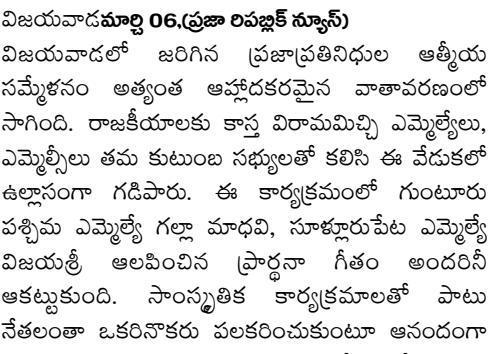 విజయవాడమార్చి 06,(ప్రజా రిపబ్లిక్ న్యూస్)
విజయవాడలో జరిగిన ప్రజాప్రతినిధుల ఆత్మీయ
సమ్మేళనం అత్యంత ఆహ్లాదకరమైన వాతావరణంలో
సాగింది. రాజకీయాలకు కాస్త విరామమిచ్చి ఎమ్మెల్యేలు,
ఎమ్మెల్సీలు తమ కుటుంబ సభ్యులతో కలిసి ఈ వేడుకలో
ఉల్లాసంగా గడిపారు. ఈ కార్యక్రమంలో గుంటూరు
పశ్చిమ ఎమ్మెల్యే గల్లా మాధవి, సూళ్లూరుపేట ఎమ్మెల్యే
విజయశ్రీ ఆలపించిన ప్రార్థనా గీతం అందరినీ
ఆకట్టుకుంది. సాంస్కృతిక కార్యక్రమాలతో పాటు
నేతలంతా ఒకరినొకరు పలకరించుకుంటూ ఆనందంగా